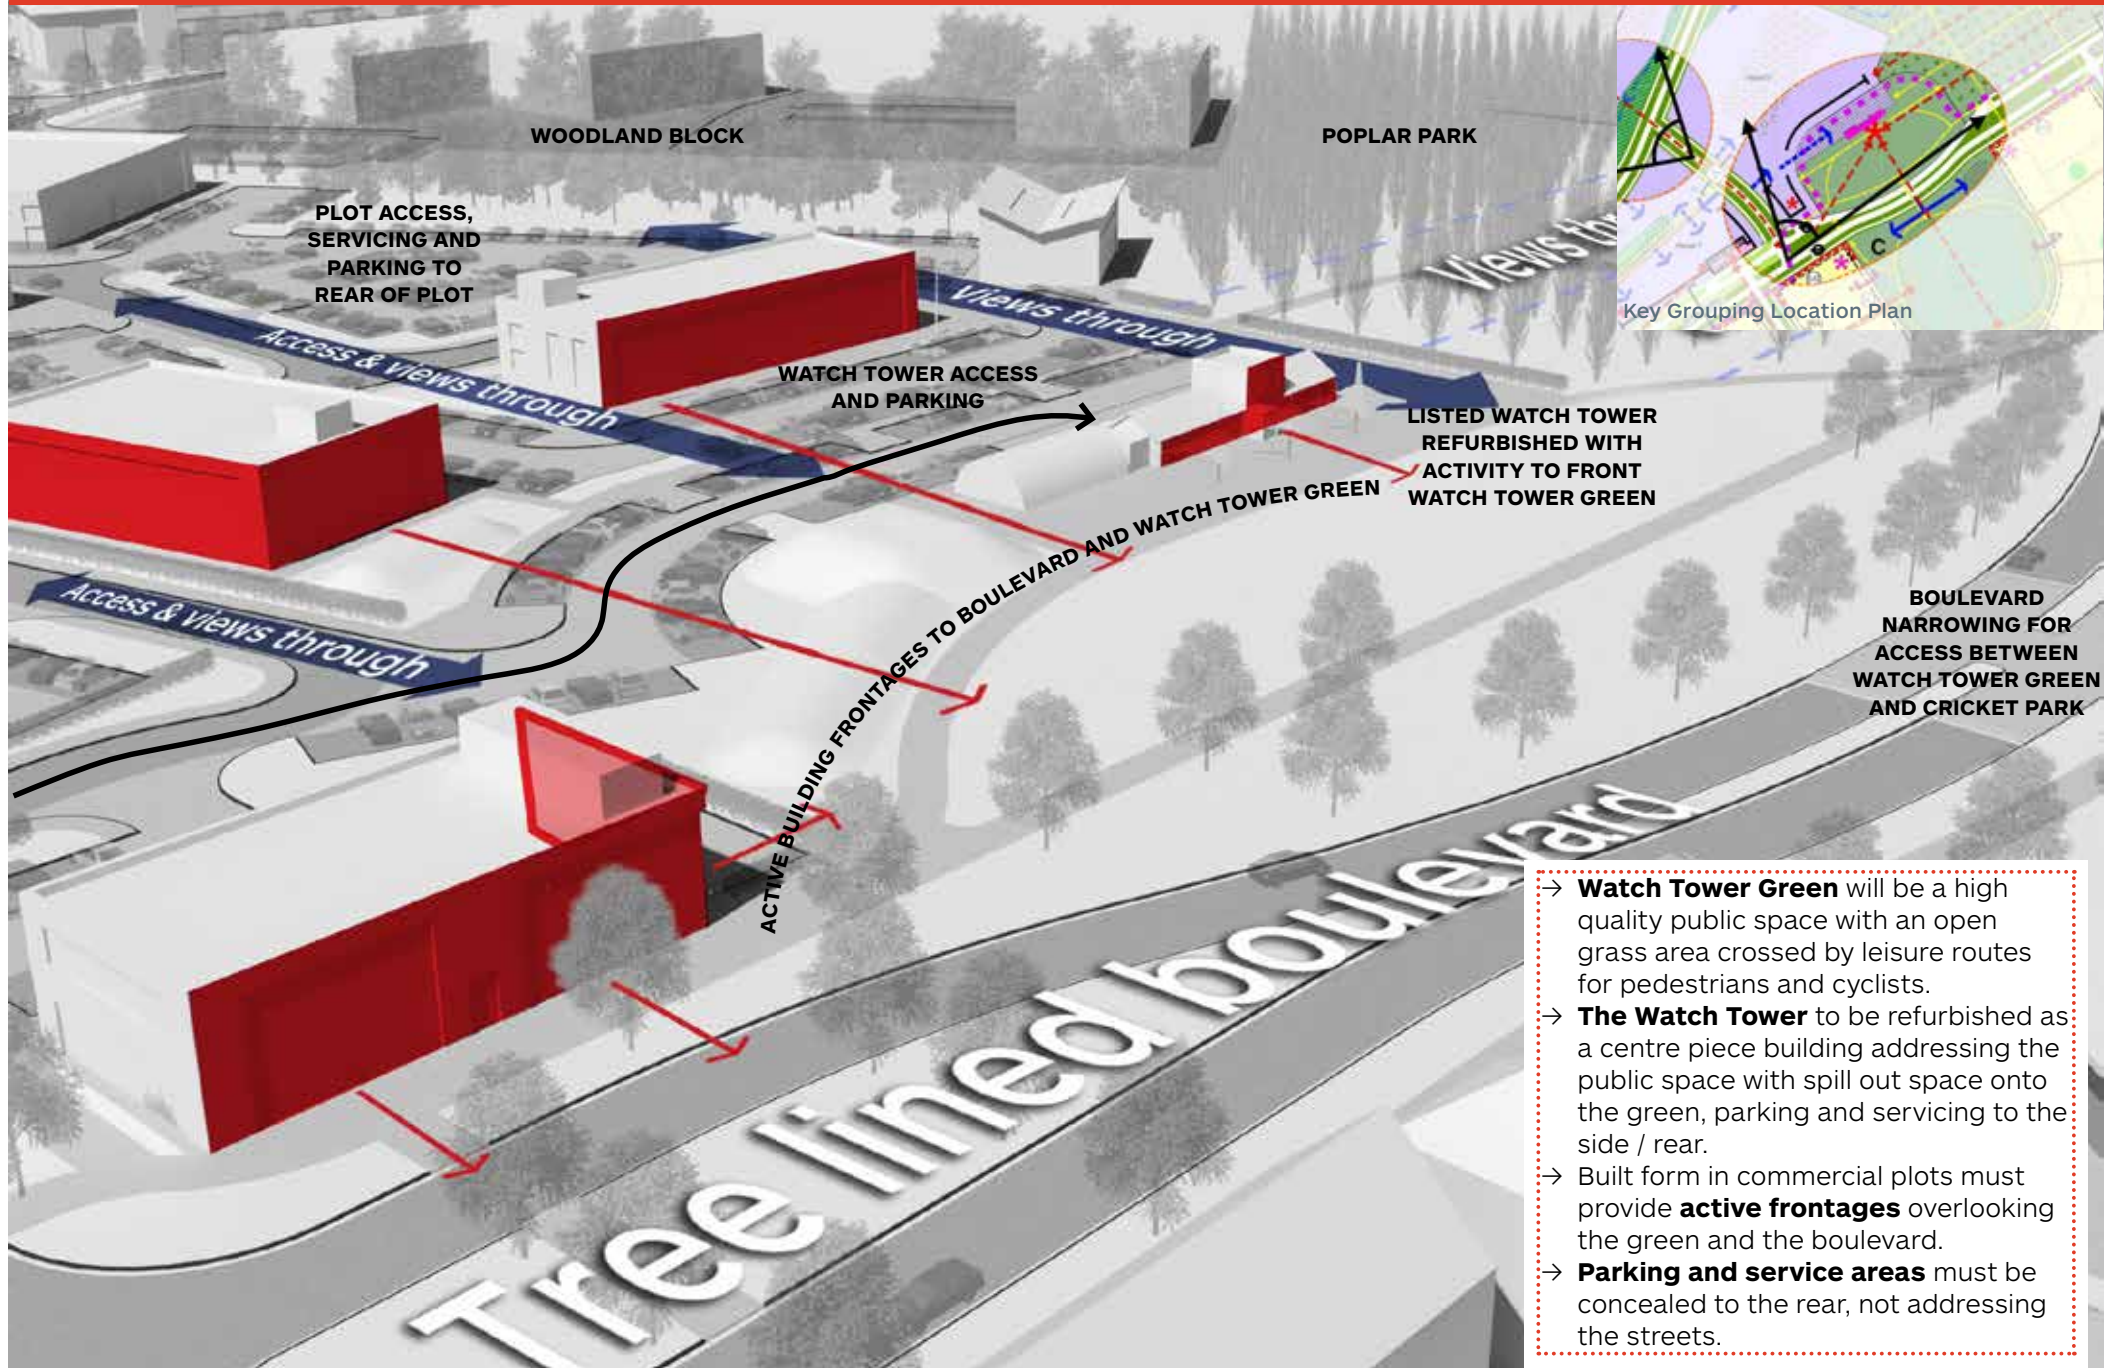 WOODLAND BLOCK
POPLAR PARK
PLOT ACCESS,
SERVICING AND
PARKING TO
REAR OF PLOT
Views
Key Grouping Location Plan
C
Views through
Access & views through
WATCH TOWER ACCESS
AND PARKING
LISTED WATCH TOWER
REFURBISHED WITH
ACTIVITY TO FRONT
WATCH TOWER GREEN
ACTIVE BUILDING FRONTAGES TO BOULEVARD AND WATCH TOWER GREEN
Access & views through
BOULEVARD
NARROWING FOR
ACCESS BETWEEN
WATCH TOWER GREEN
AND CRICKET PARK
Tree lined boulevard
→ Watch Tower Green will be a high
quality public space with an open
grass area crossed by leisure routes
for pedestrians and cyclists.
→ The Watch Tower to be refurbished as
a centre piece building addressing the
public space with spill out space onto
the green, parking and servicing to the
side / rear.
→ Built form in commercial plots must
provide active frontages overlooking
the green and the boulevard.
→ Parking and service areas must be
concealed to the rear, not addressing
the streets.